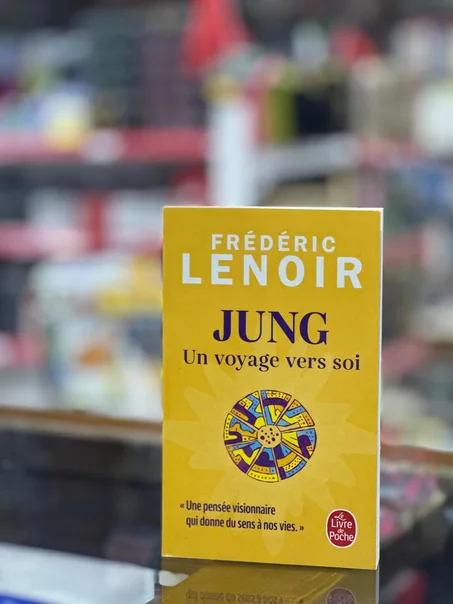 FRÉDÉRIC
LENOIR
JUNG
Un voyage vers soi
« Une pensée visionnaire
qui donne du sens à nos vies. »
Le
Livre
de
Poche